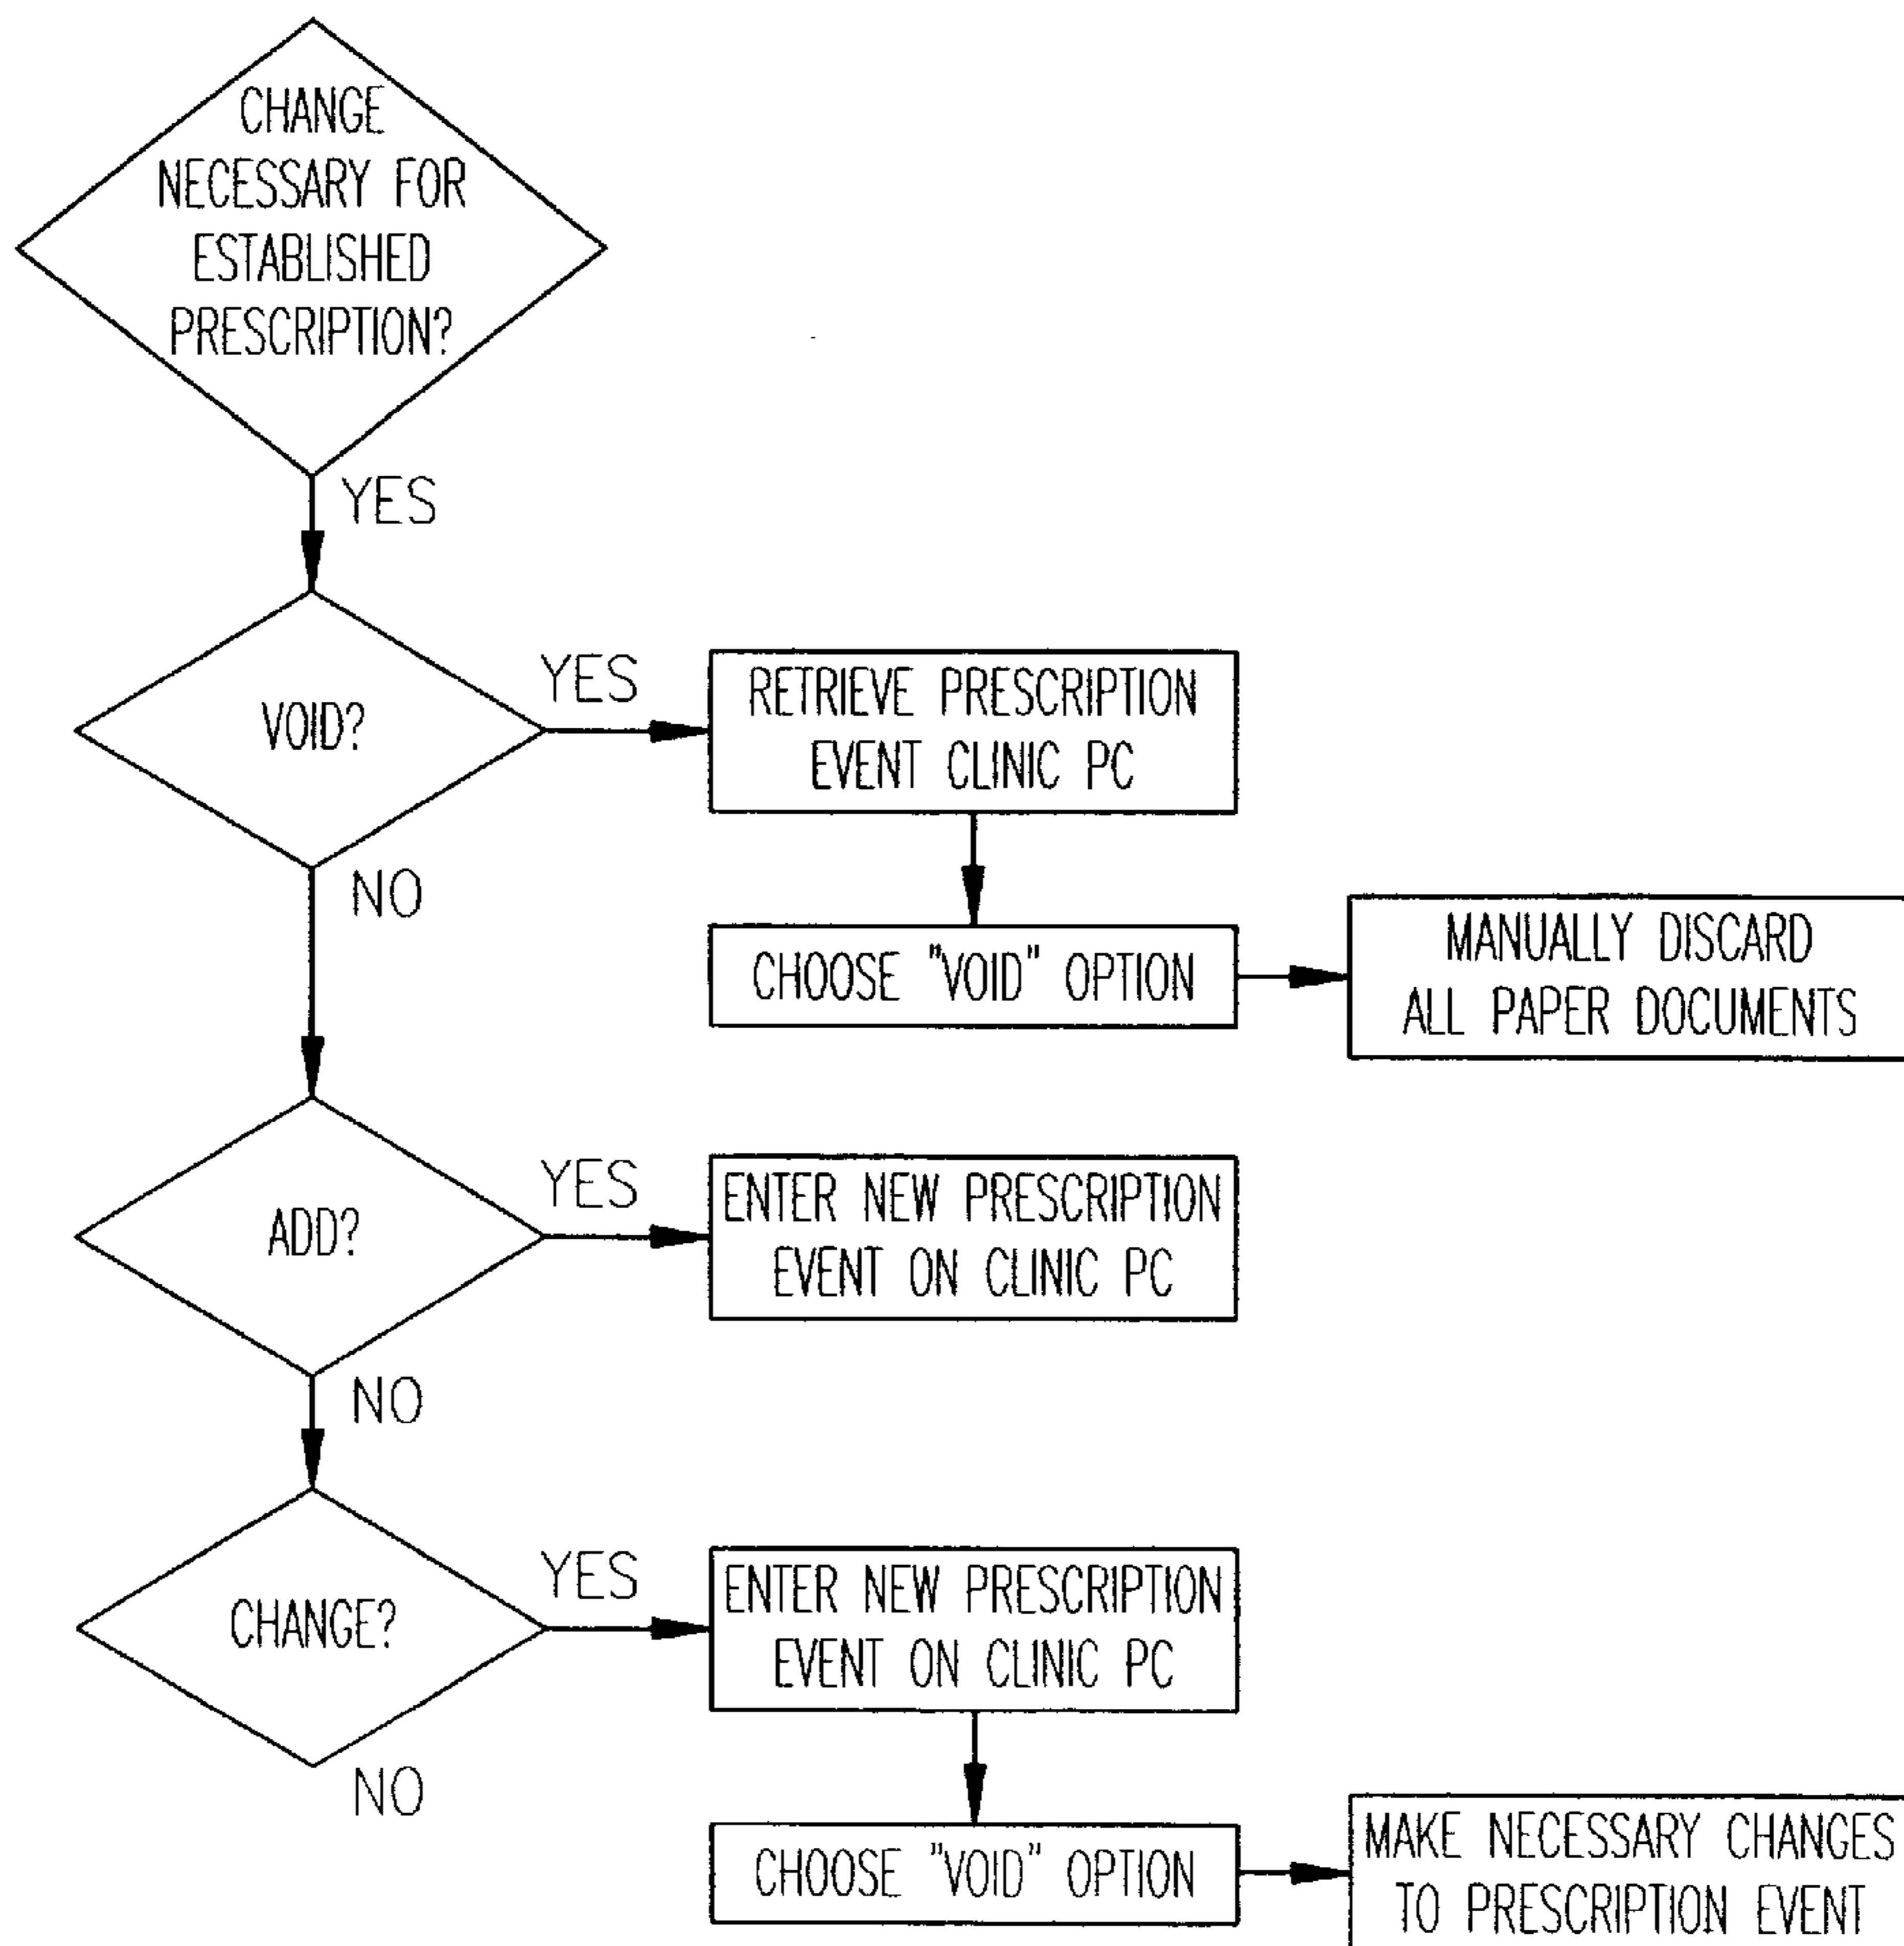 CHANGE
NECESSARY FOR
ESTABLISHED
PRESCRIPTION?
YES
VOID?
YES
RETRIEVE PRESCRIPTION
EVENT CLINIC PC
NO
CHOOSE "VOID" OPTION
MANUALLY DISCARD
ALL PAPER DOCUMENTS
ADD?
YES
ENTER NEW PRESCRIPTION
EVENT ON CLINIC PC
NO
CHANGE?
YES
ENTER NEW PRESCRIPTION
EVENT ON CLINIC PC
NO
CHOOSE "VOID" OPTION
MAKE NECESSARY CHANGES
TO PRESCRIPTION EVENT